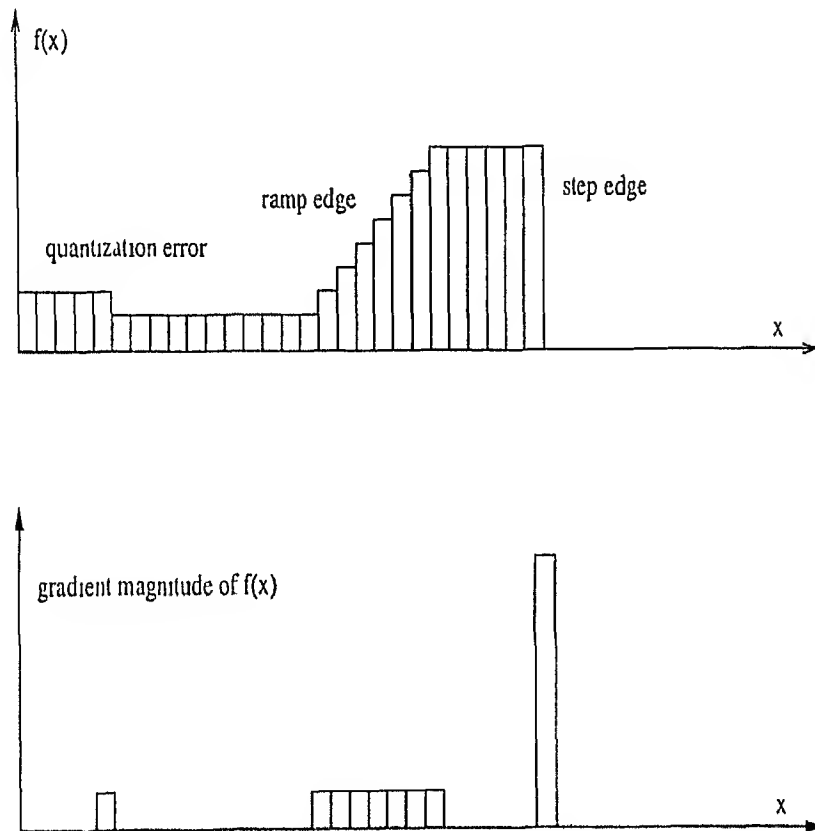 f(x)
step edge
ramp edge
quantization error
x
gradient magnitude of f(x)
x